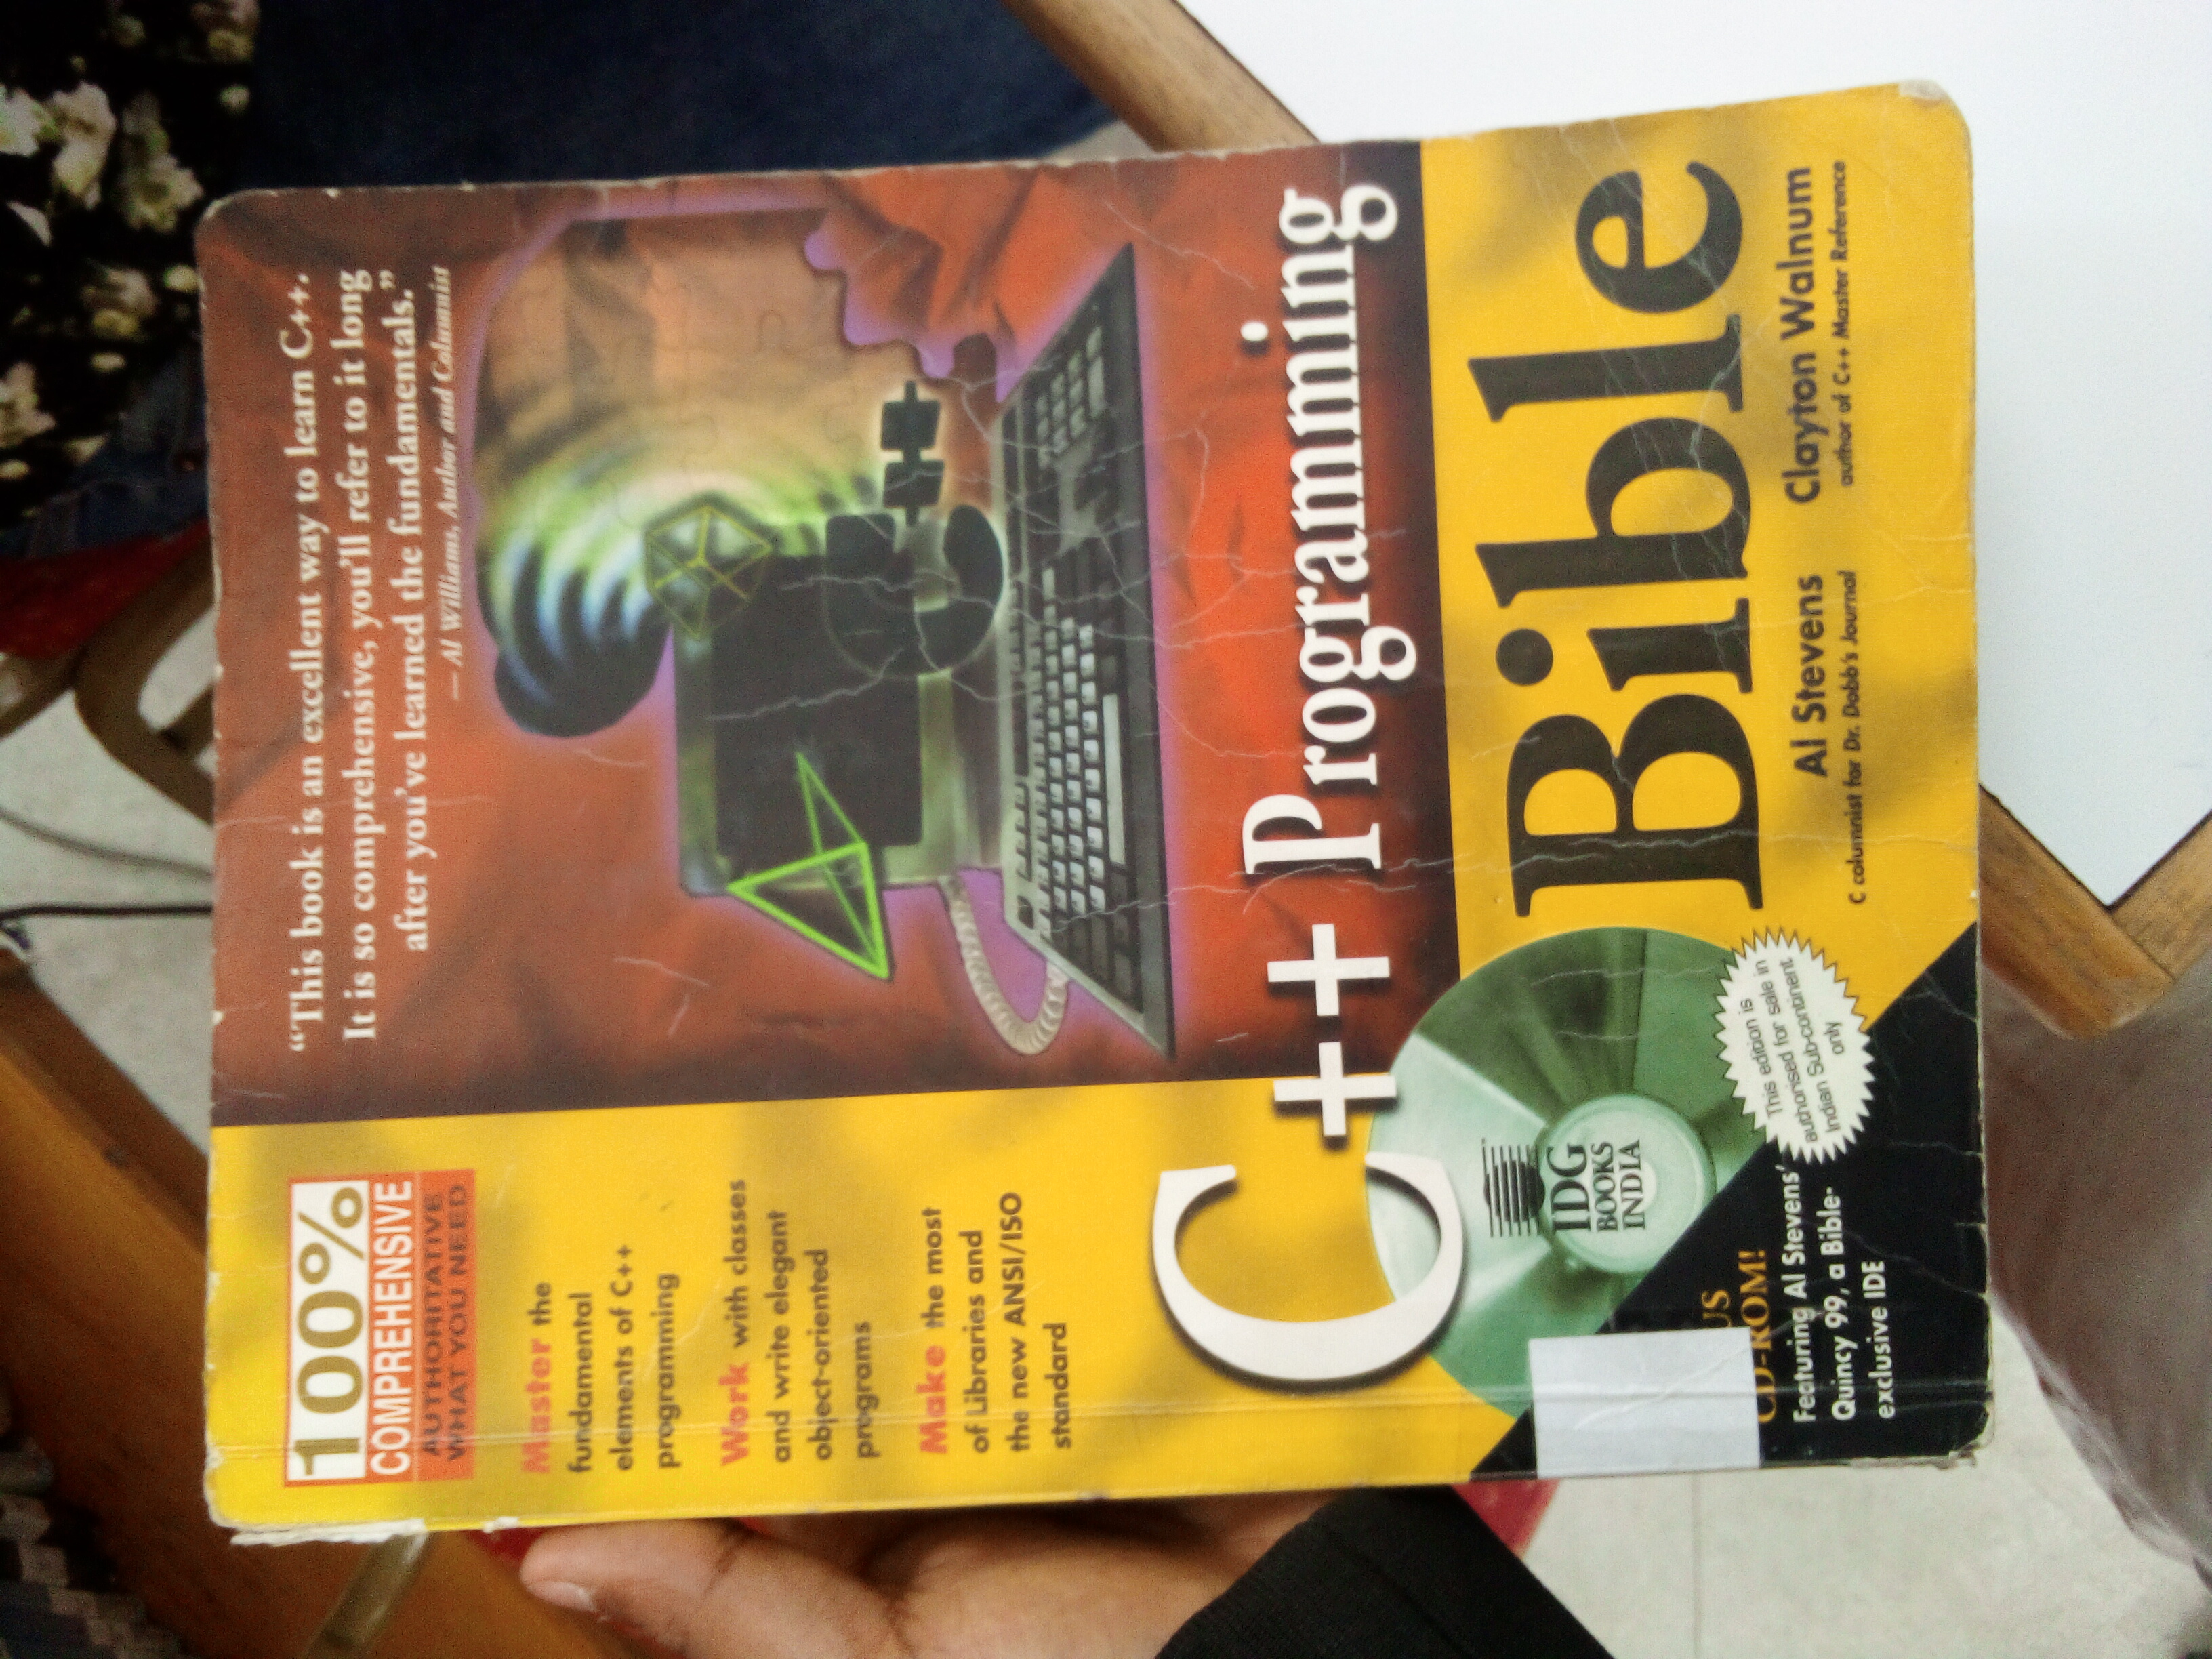 100%
COMPREHENSIVE
AUTHORITATIVE
WHAT YOU NEED
Master the
fundamental
elements of C++
programming
Work with classes
and write elegant
object-oriented
programs
Make the most
of Libraries and
the new ANSI/ISO
standard
“This book is an excellent way to learn C++.
It is so comprehensive, you’ll refer to it long
after you’ve learned the fundamentals.”
— Al Williams, Author and Columnist
C++
C++ Programming
Bible
IDG
BOOKS
INDIA
CD-ROM!
Featuring Al Stevens’
Quincy 99, a Bible-
exclusive IDE
This edition is
authorised for sale in
Indian Sub-continent
only
Al Stevens
C columnist for Dr. Dobb’s Journal
Clayton Walnum
author of C++ Master Reference